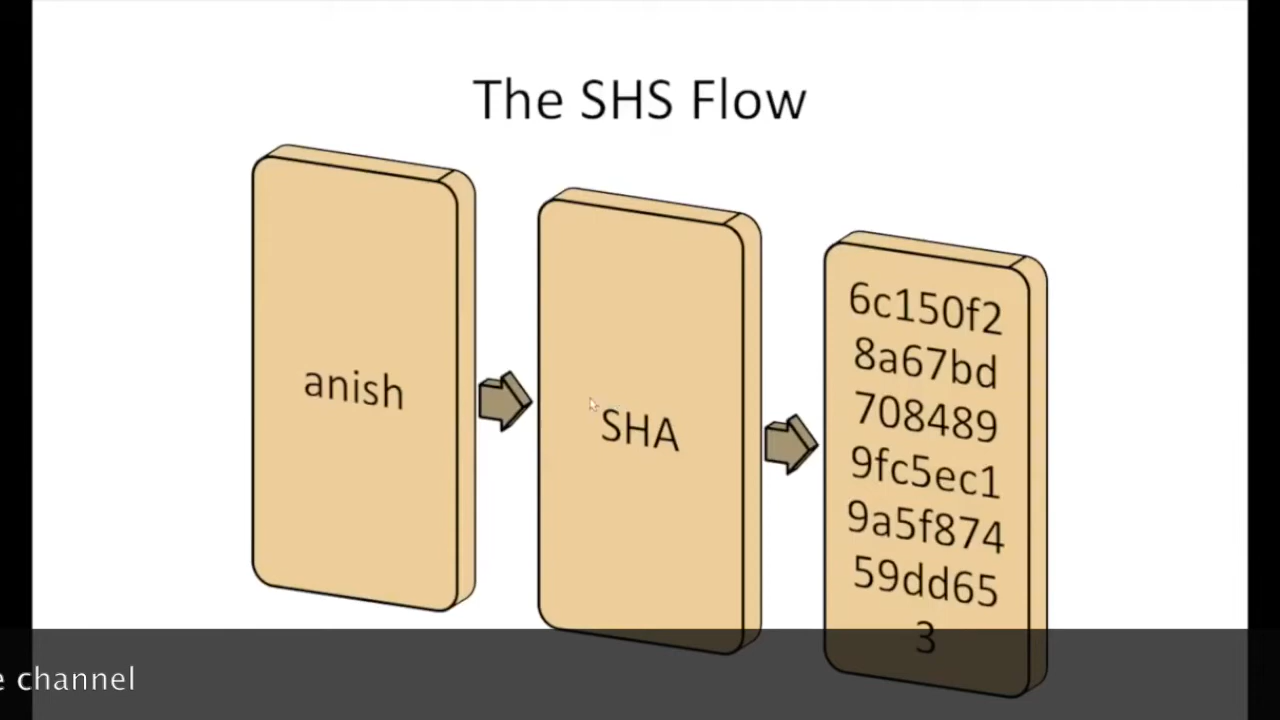 The SHS Flow
anish
SHA
6c150f2
8a67bd
708489
9fc5ec1
9a5f874
59dd65
3
e channel